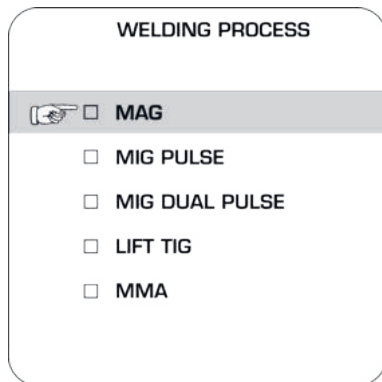 WELDING PROCESS
MAG
MIG PULSE
MIG DUAL PULSE
LIFT TIG
MMA